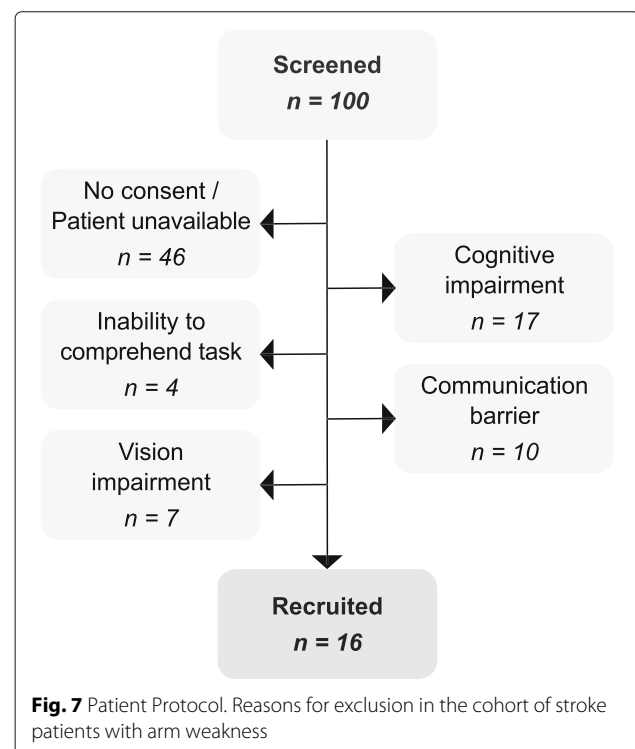 Screened
n = 100
No consent /
Patient unavailable
n = 46
Cognitive
impairment
n = 17
Inability to
comprehend task
n = 4
Communication
barrier
n = 10
Vision
impairment
n = 7
Recruited
n = 16
Fig. 7 Patient Protocol. Reasons for exclusion in the cohort of stroke
patients with arm weakness